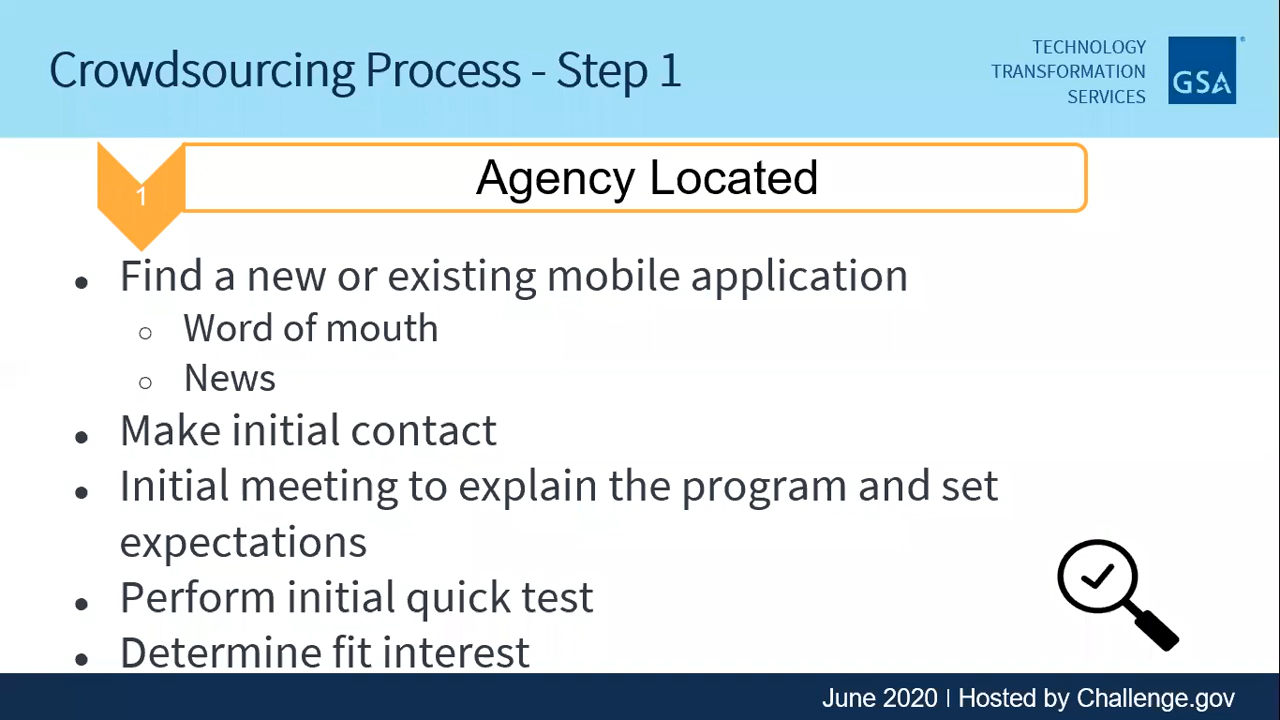 Crowdsourcing Process - Step 1
TECHNOLOGY
TRANSFORMATION
SERVICES
GSA
1
Agency Located
• Find a new or existing mobile application
○ Word of mouth
○ News
• Make initial contact
• Initial meeting to explain the program and set
expectations
• Perform initial quick test
• Determine fit interest
June 2020 | Hosted by Challenge.gov